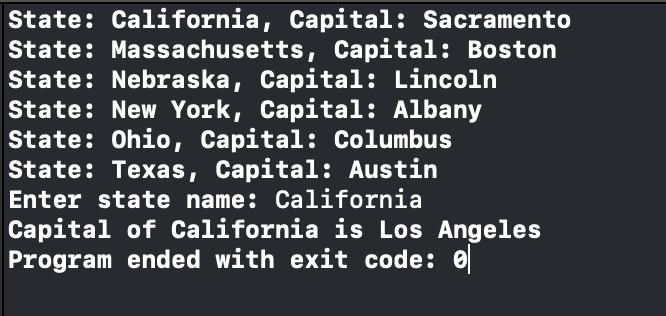 State: California, Capital: Sacramento
State: Massachusetts, Capital: Boston
State: Nebraska, Capital: Lincoln
State: New York, Capital: Albany
State: Ohio, Capital: Columbus
State: Texas, Capital: Austin
Enter state name: California
Capital of California is Los Angeles
Program ended with exit code: 0